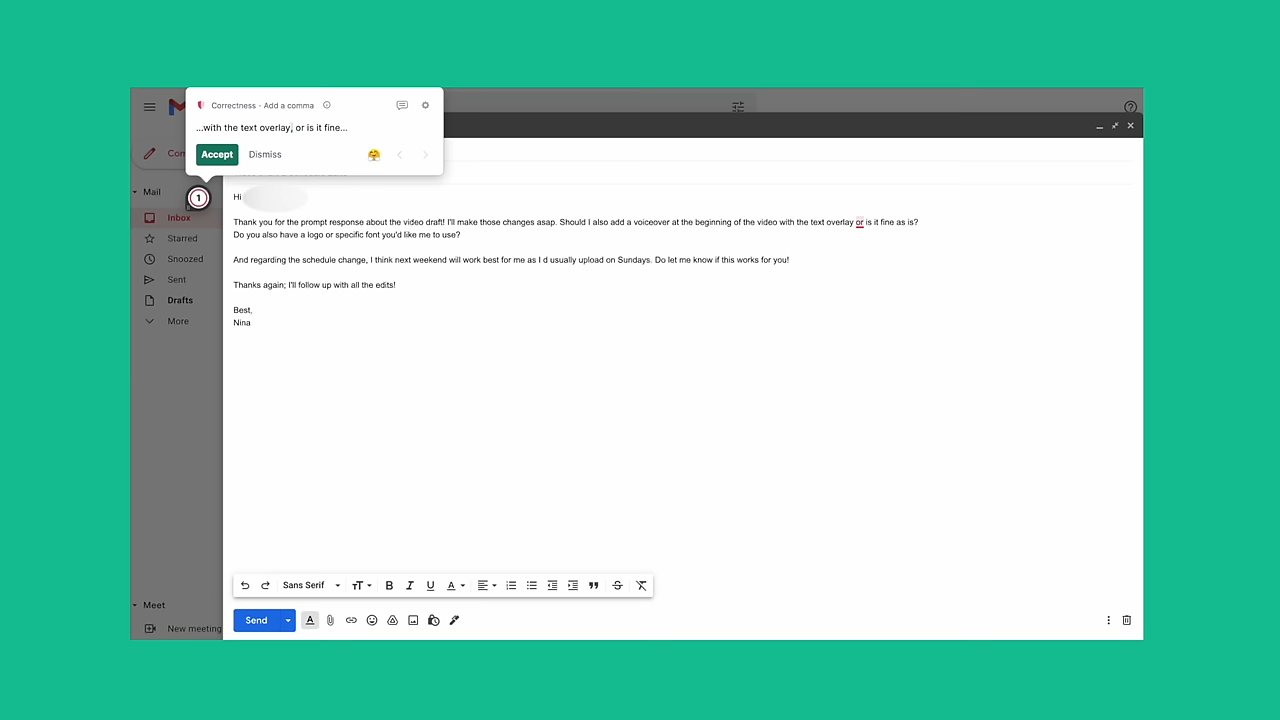 Correctness · Add a comma
...with the text overlay, or is it fine...
Accept Dismiss
1
Mail
Inbox
Starred
Snoozed
Sent
Drafts
More
Meet
New meeting
Hi
Thank you for the prompt response about the video draft! I'll make those changes asap. Should I also add a voiceover at the beginning of the video with the text overlay or is it fine as is?
Do you also have a logo or specific font you'd like me to use?
And regarding the schedule change, I think next weekend will work best for me as I d usually upload on Sundays. Do let me know if this works for you!
Thanks again; I'll follow up with all the edits!
Best,
Nina
Sans Serif
Send